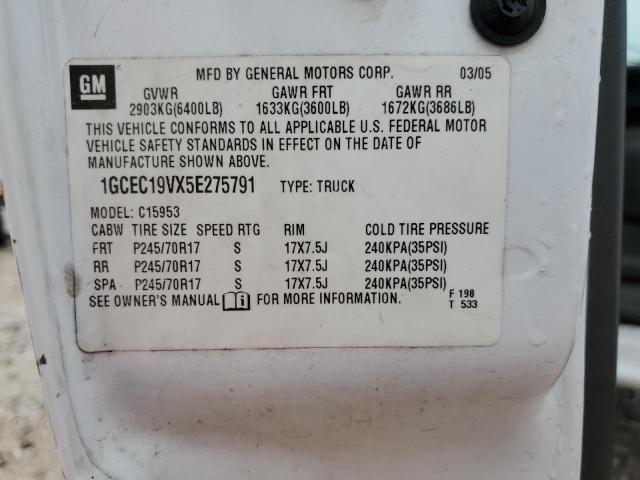 GM
MFD BY GENERAL MOTORS CORP. 03/05
GVWR GAWR FRT GAWR RR
2903KG(6400LB) 1633KG(3600LB) 1672KG(3686LB)
THIS VEHICLE CONFORMS TO ALL APPLICABLE U.S. FEDERAL MOTOR
VEHICLE SAFETY STANDARDS IN EFFECT ON THE DATE OF
MANUFACTURE SHOWN ABOVE.
1GCEC19VX5E275791 TYPE: TRUCK
MODEL: C15953
CABW TIRE SIZE SPEED RTG RIM COLD TIRE PRESSURE
FRT P245/70R17 S 17X7.5J 240KPA(35PSI)
RR P245/70R17 S 17X7.5J 240KPA(35PSI)
SPA P245/70R17 S 17X7.5J 240KPA(35PSI)
SEE OWNER'S MANUAL FOR MORE INFORMATION. F 198
T 533